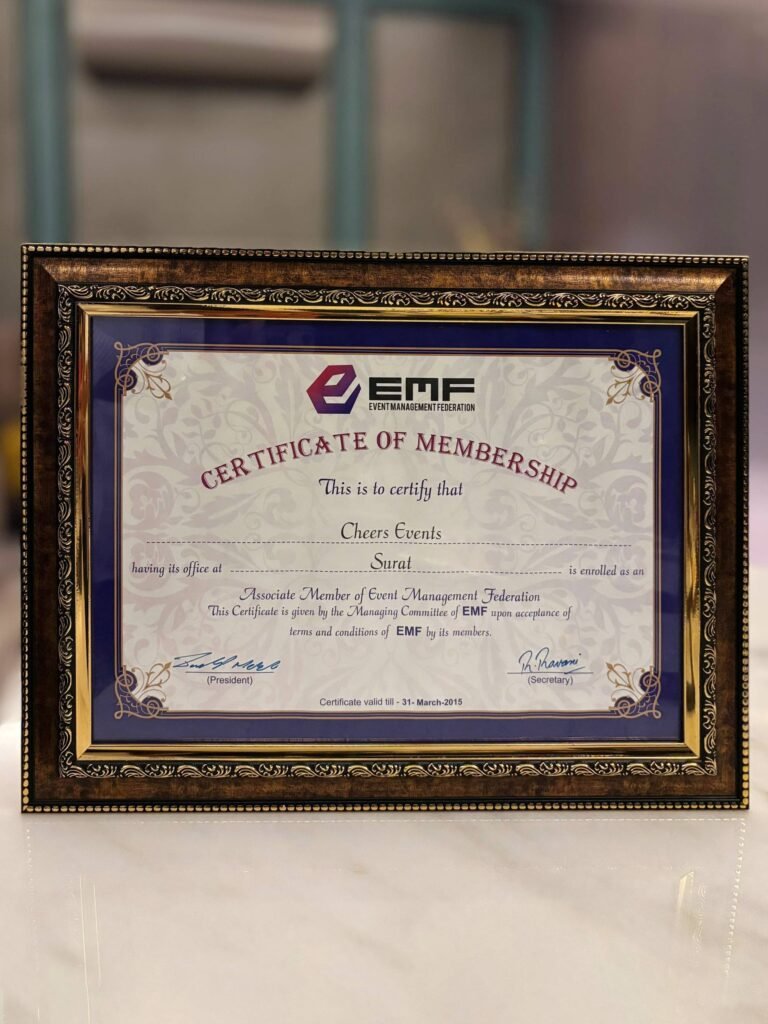 EMF
EVENT MANAGEMENT FEDERATION
CERTIFICATE OF MEMBERSHIP
This is to certify that
Cheers Events
having its office at Surat is enrolled as an
Associate Member of Event Management Federation
This Certificate is given by the Managing Committee of EMF upon acceptance of
terms and conditions of EMF by its members.
(President) (Secretary)
Certificate valid till - 31- March-2015